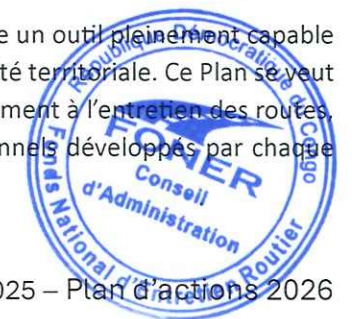 e un outil pleinement capable
té territoriale. Ce Plan se veut
ment à l'entretien des routes,
nnels développés par chaque
République Démocratique du Congo
FONER
Conseil
d'Administration
Fonds National d'Entretien Routier
025 – Plan d'actions 2026